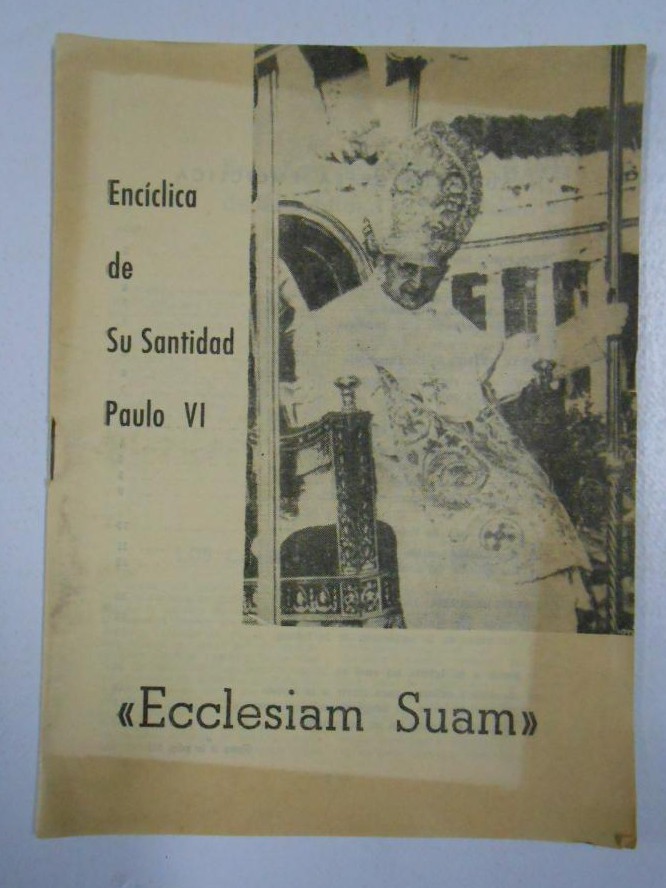 Encíclica
de
Su Santidad
Paulo VI
«Ecclesiam Suam»